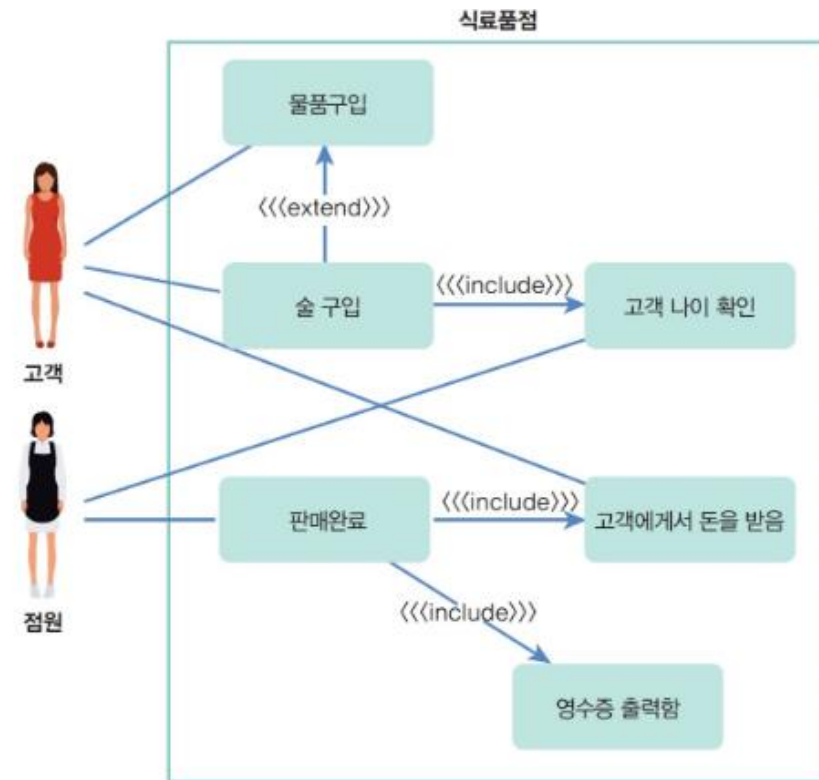 식료품점
물품구입
〈〈〈extend〉〉〉
술 구입
〈〈〈include〉〉〉
고객 나이 확인
고객
판매완료
〈〈〈include〉〉〉
고객에게서 돈을 받음
점원
〈〈〈include〉〉〉
영수증 출력함